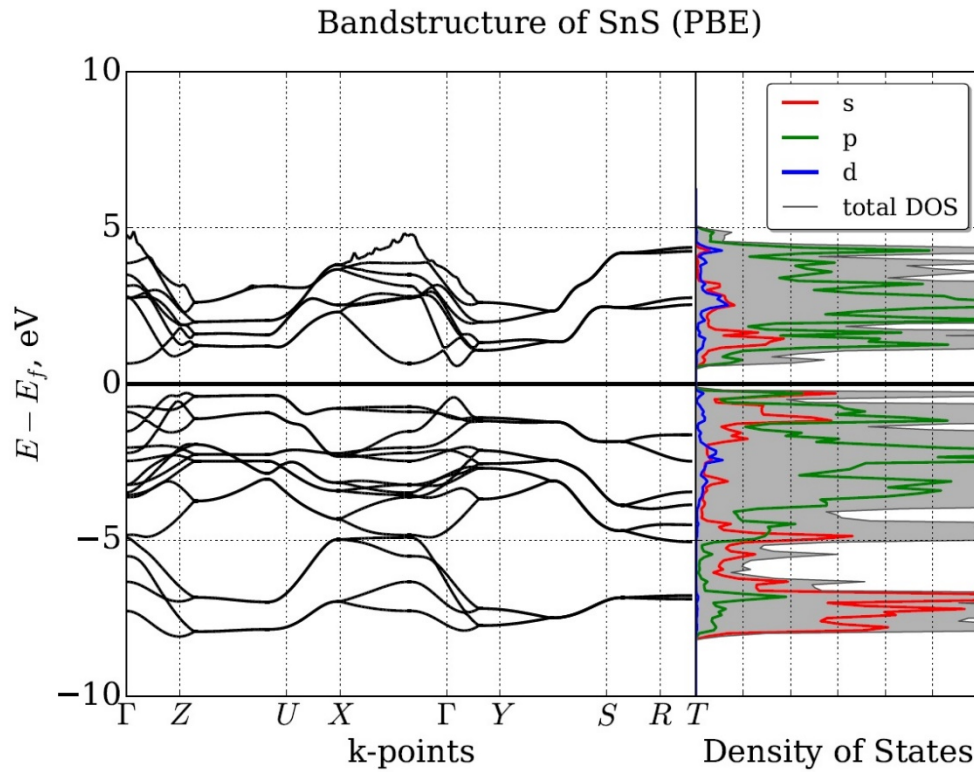 Bandstructure of SnS (PBE)
10
5
0
−5
−10
E − E_f, eV
Γ Z U X Γ Y S R T
k-points
s
p
d
total DOS
Density of States